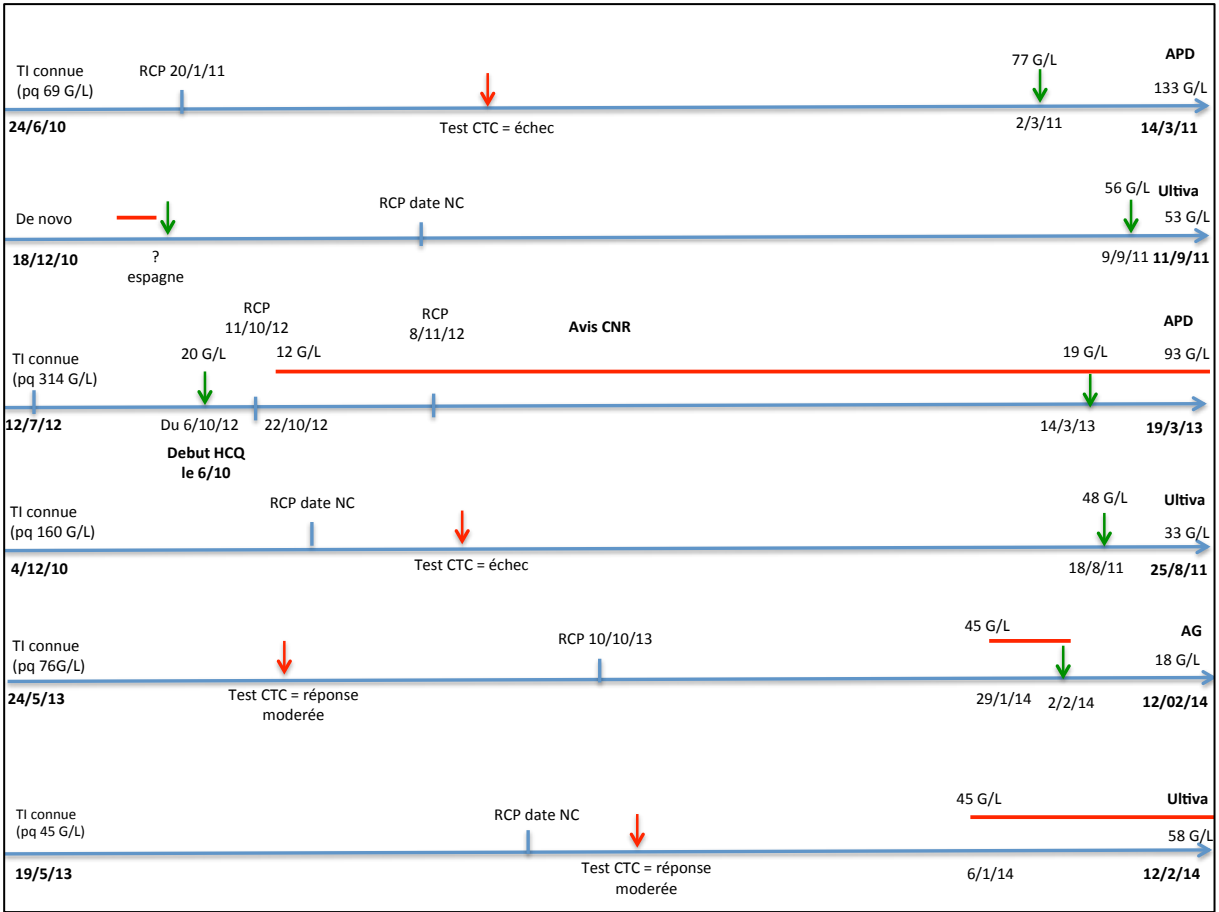 TI connue
(pq 69 G/L)
RCP 20/1/11
77 G/L
APD
133 G/L
24/6/10
Test CTC = échec
2/3/11
14/3/11
De novo
RCP date NC
56 G/L
Ultiva
53 G/L
18/12/10
?
espagne
9/9/11
11/9/11
TI connue
(pq 314 G/L)
20 G/L
RCP
11/10/12
12 G/L
RCP
8/11/12
Avis CNR
19 G/L
APD
93 G/L
12/7/12
Du 6/10/12
22/10/12
14/3/13
19/3/13
Debut HCQ
le 6/10
TI connue
(pq 160 G/L)
RCP date NC
48 G/L
Ultiva
33 G/L
4/12/10
Test CTC = échec
18/8/11
25/8/11
TI connue
(pq 76G/L)
RCP 10/10/13
45 G/L
AG
18 G/L
24/5/13
Test CTC = réponse
moderée
29/1/14
2/2/14
12/02/14
TI connue
(pq 45 G/L)
RCP date NC
45 G/L
Ultiva
58 G/L
19/5/13
Test CTC = réponse
moderée
6/1/14
12/2/14